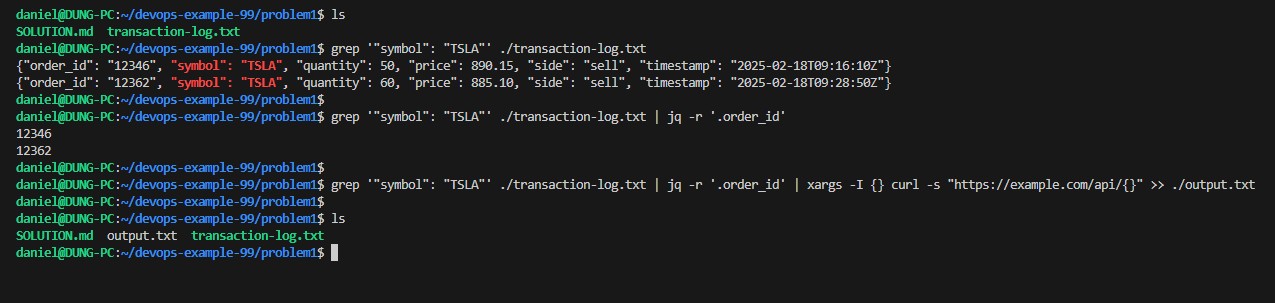 daniel@DUNG-PC:~/devops-example-99/problem1$ ls
SOLUTION.md  transaction-log.txt
daniel@DUNG-PC:~/devops-example-99/problem1$ grep '"symbol": "TSLA"' ./transaction-log.txt
{"order_id": "12346", "symbol": "TSLA", "quantity": 50, "price": 890.15, "side": "sell", "timestamp": "2025-02-18T09:16:10Z"}
{"order_id": "12362", "symbol": "TSLA", "quantity": 60, "price": 885.10, "side": "sell", "timestamp": "2025-02-18T09:28:50Z"}
daniel@DUNG-PC:~/devops-example-99/problem1$
daniel@DUNG-PC:~/devops-example-99/problem1$ grep '"symbol": "TSLA"' ./transaction-log.txt | jq -r '.order_id'
12346
12362
daniel@DUNG-PC:~/devops-example-99/problem1$
daniel@DUNG-PC:~/devops-example-99/problem1$ grep '"symbol": "TSLA"' ./transaction-log.txt | jq -r '.order_id' | xargs -I {} curl -s "https://example.com/api/{}" >> ./output.txt
daniel@DUNG-PC:~/devops-example-99/problem1$
daniel@DUNG-PC:~/devops-example-99/problem1$ ls
SOLUTION.md  output.txt  transaction-log.txt
daniel@DUNG-PC:~/devops-example-99/problem1$